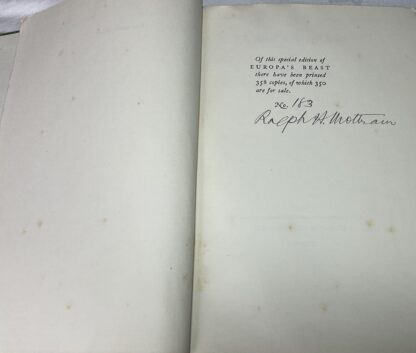 Of this special edition of
EUROPA'S BEAST
there have been printed
358 copies, of which 350
are for sale.
No. 183
Ralph H. Mottram